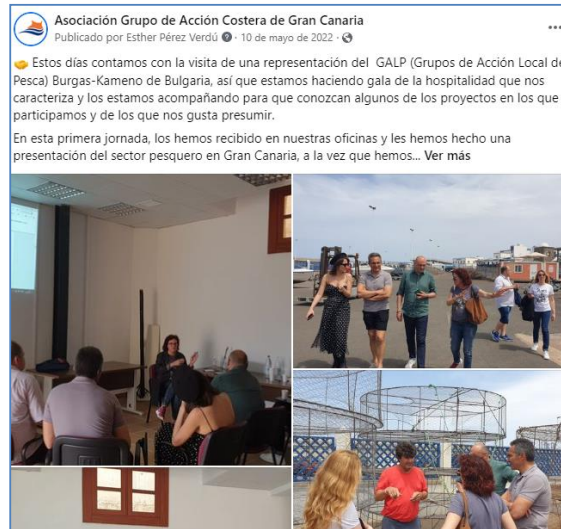 Asociación Grupo de Acción Costera de Gran Canaria
Publicado por Esther Pérez Verdú · 10 de mayo de 2022 ·
Estos días contamos con la visita de una representación del GALP (Grupos de Acción Local de
Pesca) Burgas-Kameno de Bulgaria, así que estamos haciendo gala de la hospitalidad que nos
caracteriza y los estamos acompañando para que conozcan algunos de los proyectos en los que
participamos y de los que nos gusta presumir.
En esta primera jornada, los hemos recibido en nuestras oficinas y les hemos hecho una
presentación del sector pesquero en Gran Canaria, a la vez que hemos... Ver más